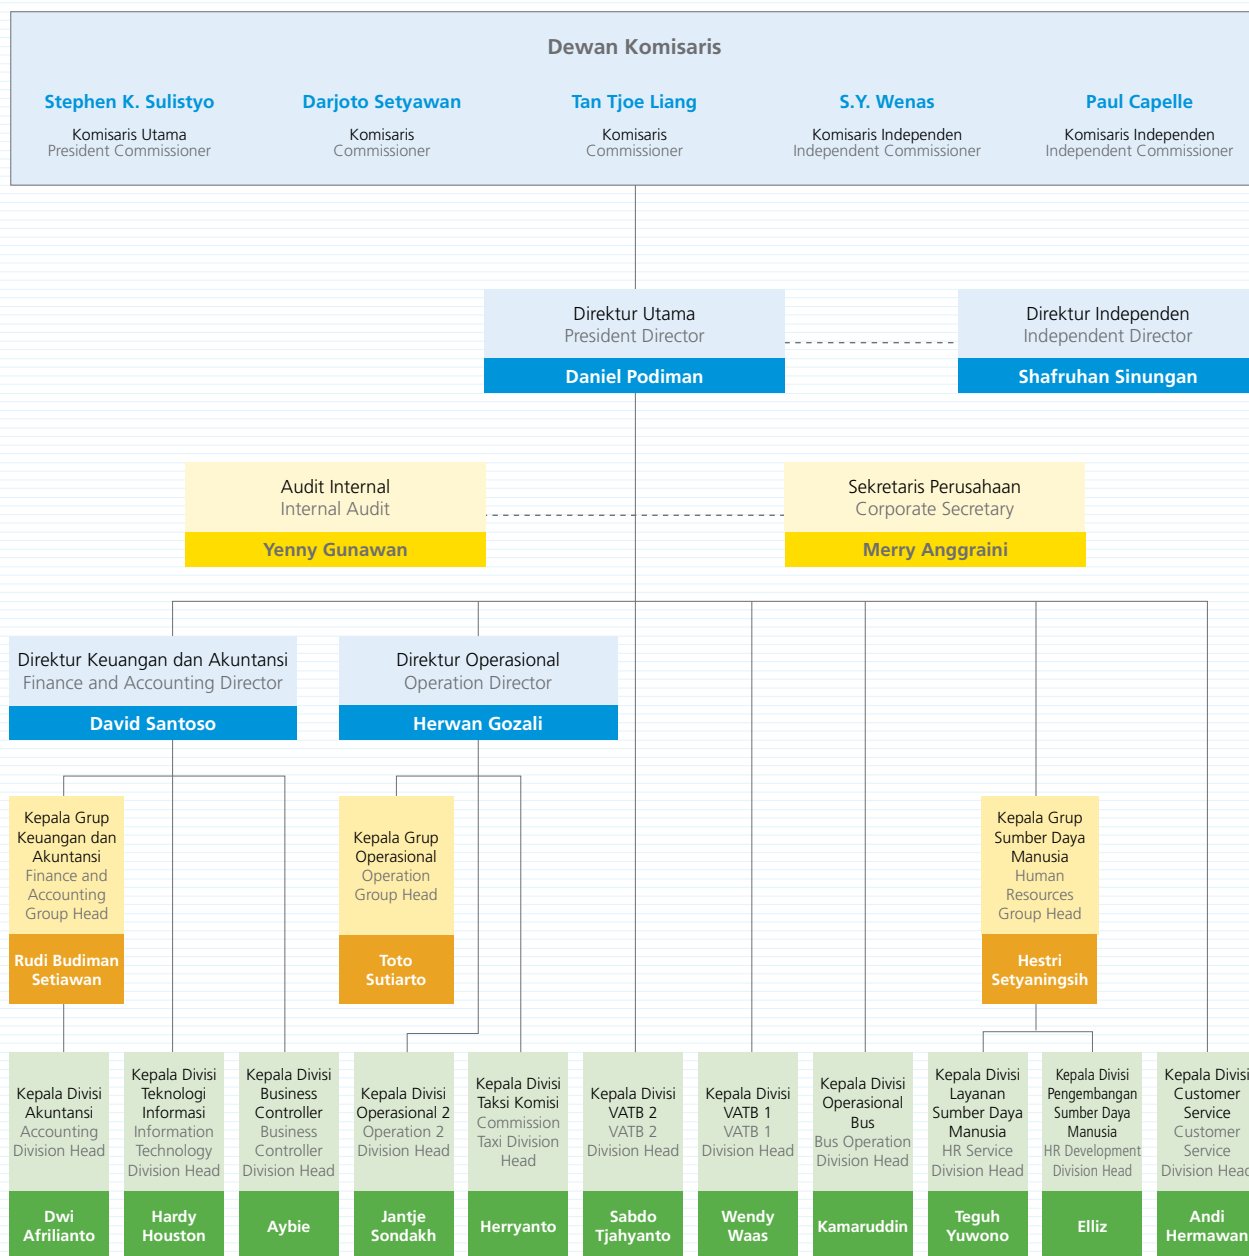 Dewan Komisaris
Stephen K. Sulistyo
Komisaris Utama
President Commissioner
Darjoto Setyawan
Komisaris
Commissioner
Tan Tjoe Liang
Komisaris
Commissioner
S.Y. Wenas
Komisaris Independen
Independent Commissioner
Paul Capelle
Komisaris Independen
Independent Commissioner
Direktur Utama
President Director
Daniel Podiman
Direktur Independen
Independent Director
Shafruhan Sinungan
Audit Internal
Internal Audit
Yenny Gunawan
Sekretaris Perusahaan
Corporate Secretary
Merry Anggraini
Direktur Keuangan dan Akuntansi
Finance and Accounting Director
David Santoso
Direktur Operasional
Operation Director
Herwan Gozali
Kepala Grup
Keuangan dan
Akuntansi
Finance and
Accounting
Group Head
Rudi Budiman
Setiawan
Kepala Grup
Operasional
Operation
Group Head
Toto
Sutiarto
Kepala Grup
Sumber Daya
Manusia
Human
Resources
Group Head
Hestri
Setyaningsih
Kepala Divisi
Akuntansi
Accounting
Division Head
Dwi
Afrilianto
Kepala Divisi
Teknologi
Informasi
Information
Technology
Division Head
Hardy
Houston
Kepala Divisi
Business
Controller
Business
Controller
Division Head
Aybie
Kepala Divisi
Operasional 2
Operation 2
Division Head
Jantje
Sondakh
Kepala Divisi
Taksi Komisi
Commission
Taxi Division
Head
Herryanto
Kepala Divisi
VATB 2
VATB 2
Division Head
Sabdo
Tjahyanto
Kepala Divisi
VATB 1
VATB 1
Division Head
Wendy
Waas
Kepala Divisi
Operasional
Bus
Bus Operation
Division Head
Kamaruddin
Kepala Divisi
Layanan
Sumber Daya
Manusia
HR Service
Division Head
Teguh
Yuwono
Kepala Divisi
Pengembangan
Sumber Daya
Manusia
HR Development
Division Head
Elliz
Kepala Divisi
Customer
Service
Customer
Service
Division Head
Andi
Hermawan